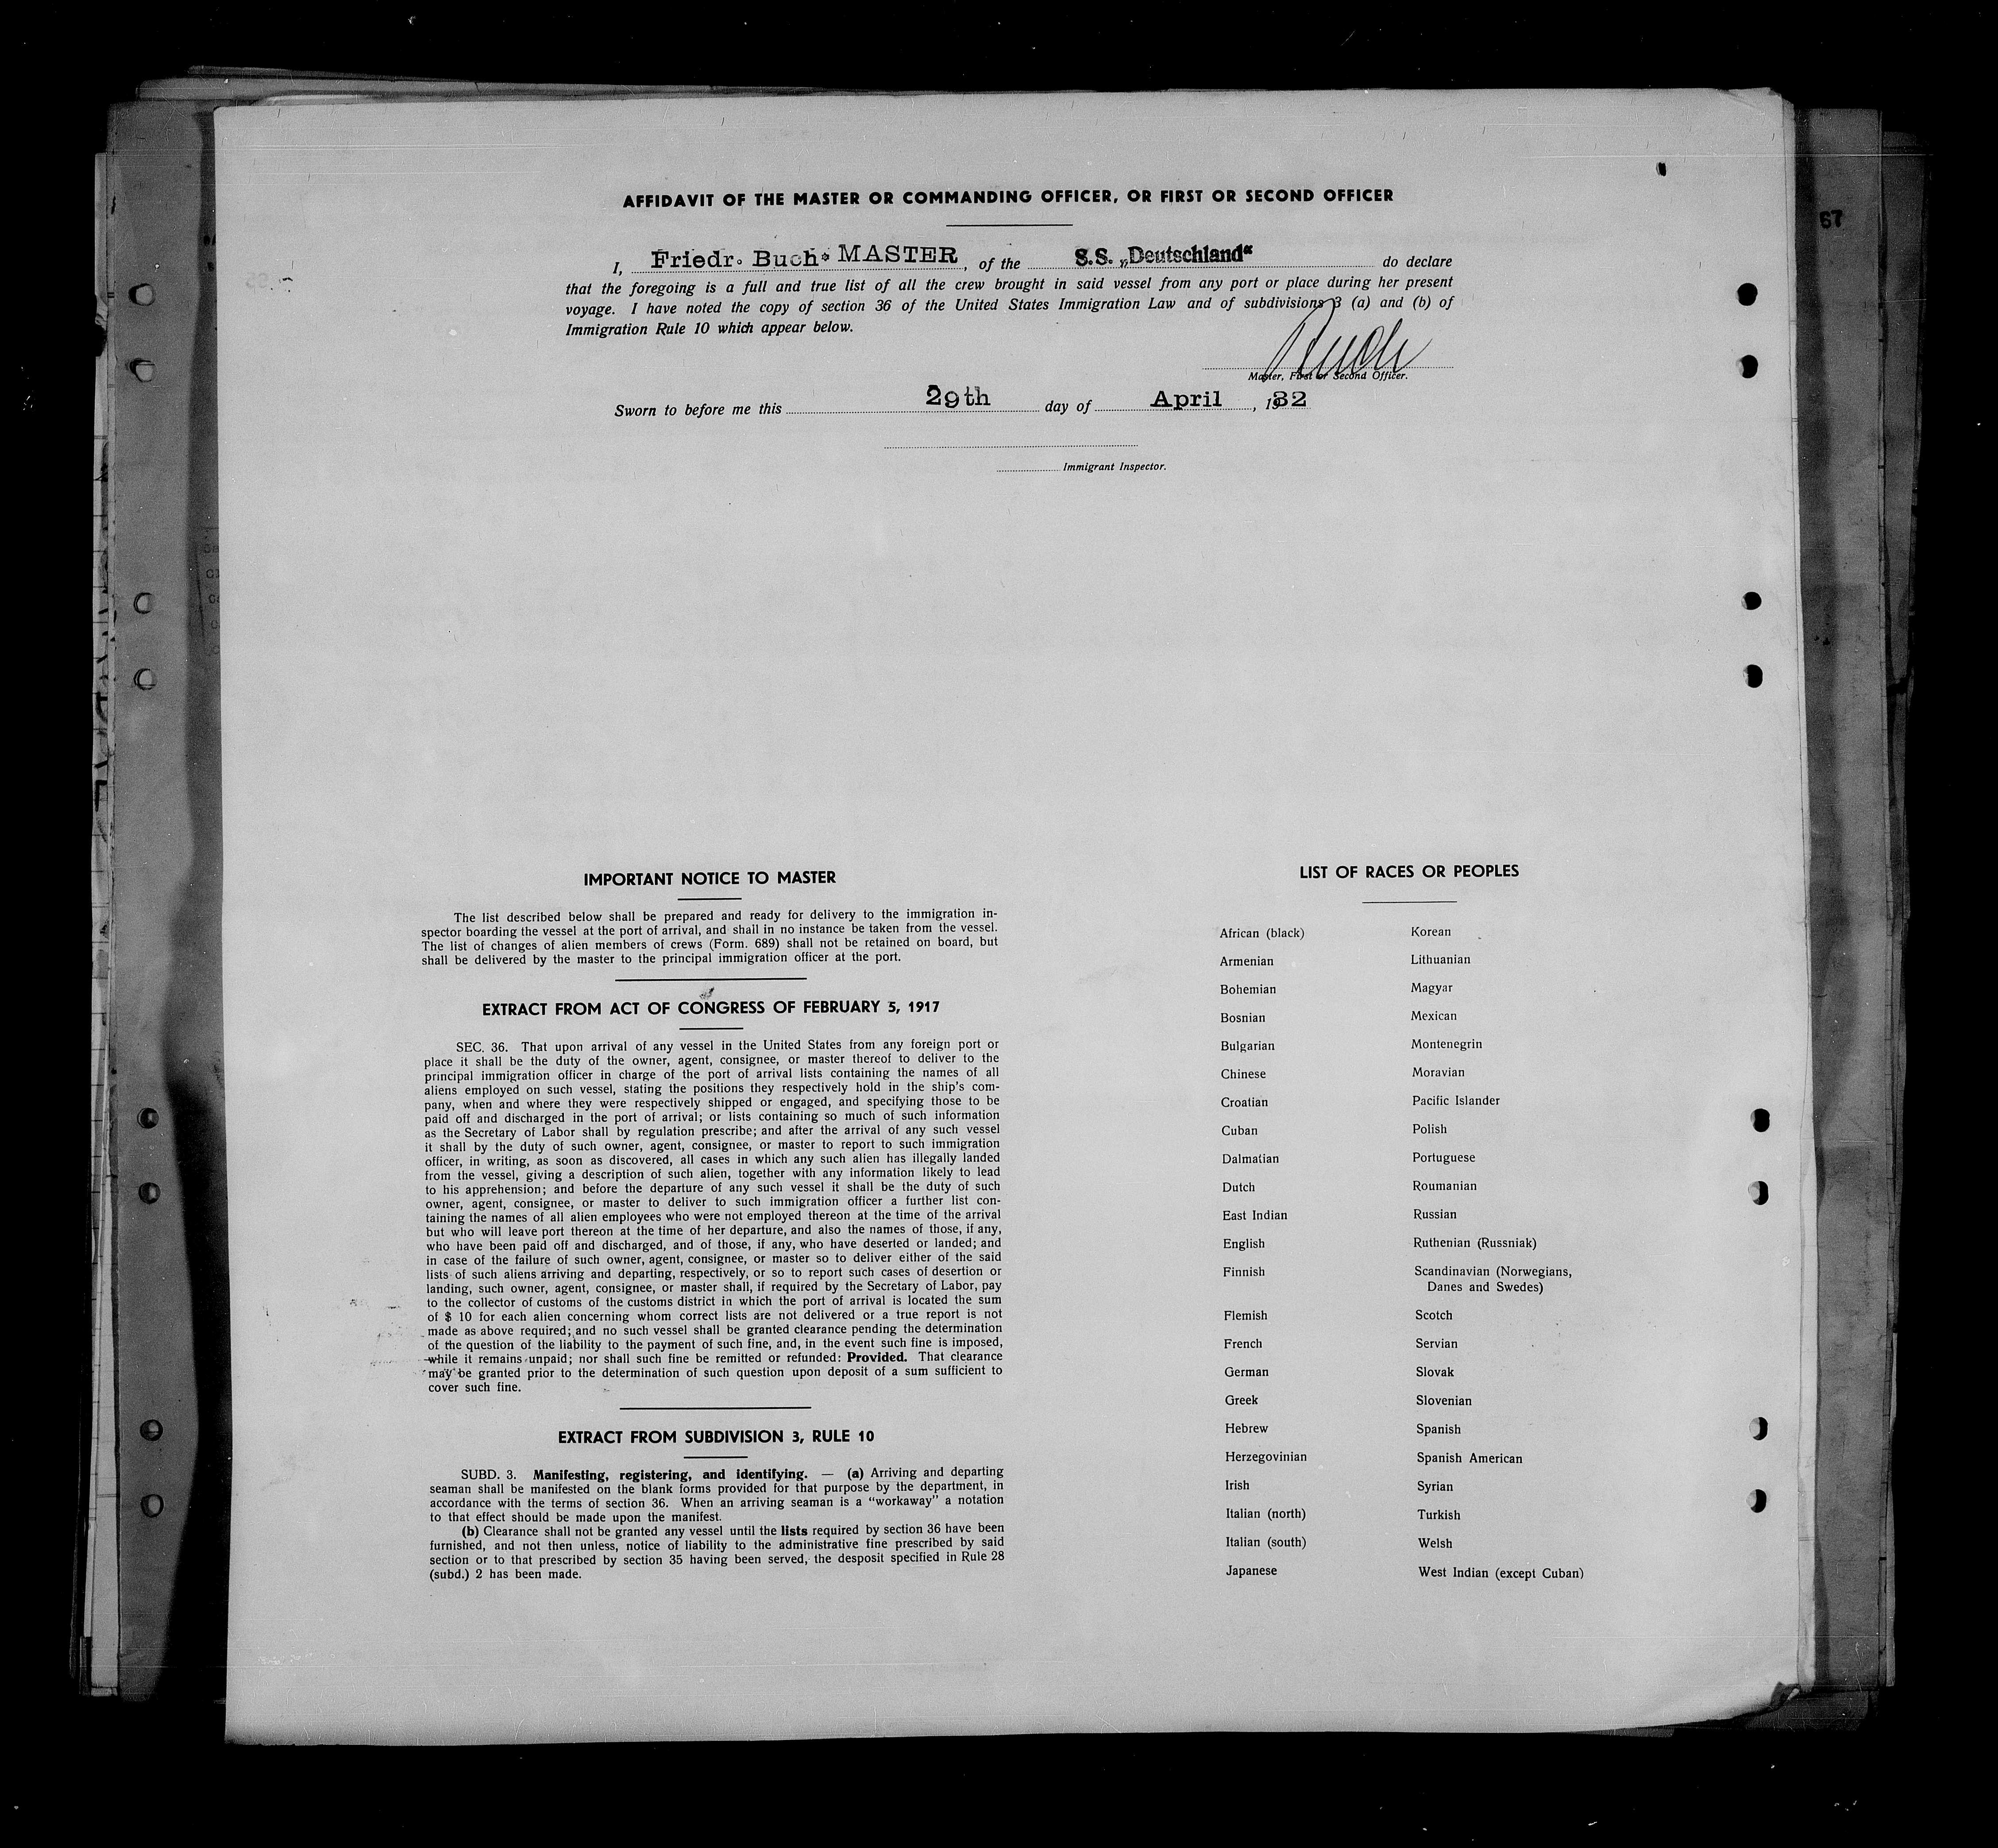 AFFIDAVIT OF THE MASTER OR COMMANDING OFFICER, OR FIRST OR SECOND OFFICER
I, Friedr. Buch. MASTER, of the S.S. „Deutschland“ do declare
that the foregoing is a full and true list of all the crew brought in said vessel from any port or place during her present
voyage. I have noted the copy of section 36 of the United States Immigration Law and of subdivisions 3 (a) and (b) of
Immigration Rule 10 which appear below.
Buch
Master, First or Second Officer.
Sworn to before me this 29th day of April, 1932
Immigrant Inspector.
67
IMPORTANT NOTICE TO MASTER
The list described below shall be prepared and ready for delivery to the immigration in-
spector boarding the vessel at the port of arrival, and shall in no instance be taken from the vessel.
The list of changes of alien members of crews (Form. 689) shall not be retained on board, but
shall be delivered by the master to the principal immigration officer at the port.
EXTRACT FROM ACT OF CONGRESS OF FEBRUARY 5, 1917
SEC. 36. That upon arrival of any vessel in the United States from any foreign port or
place it shall be the duty of the owner, agent, consignee, or master thereof to deliver to the
principal immigration officer in charge of the port of arrival lists containing the names of all
aliens employed on such vessel, stating the positions they respectively hold in the ship's com-
pany, when and where they were respectively shipped or engaged, and specifying those to be
paid off and discharged in the port of arrival; or lists containing so much of such information
as the Secretary of Labor shall by regulation prescribe; and after the arrival of any such vessel
it shall by the duty of such owner, agent, consignee, or master to report to such immigration
officer, in writing, as soon as discovered, all cases in which any such alien has illegally landed
from the vessel, giving a description of such alien, together with any information likely to lead
to his apprehension; and before the departure of any such vessel it shall be the duty of such
owner, agent, consignee, or master to deliver to such immigration officer a further list con-
taining the names of all alien employees who were not employed thereon at the time of the arrival
but who will leave port thereon at the time of her departure, and also the names of those, if any,
who have been paid off and discharged, and of those, if any, who have deserted or landed; and
in case of the failure of such owner, agent, consignee, or master so to deliver either of the said
lists of such aliens arriving and departing, respectively, or so to report such cases of desertion or
landing, such owner, agent, consignee, or master shall, if required by the Secretary of Labor, pay
to the collector of customs of the customs district in which the port of arrival is located the sum
of $ 10 for each alien concerning whom correct lists are not delivered or a true report is not
made as above required; and no such vessel shall be granted clearance pending the determination
of the question of the liability to the payment of such fine, and, in the event such fine is imposed,
while it remains unpaid; nor shall such fine be remitted or refunded: Provided. That clearance
may be granted prior to the determination of such question upon deposit of a sum sufficient to
cover such fine.
EXTRACT FROM SUBDIVISION 3, RULE 10
SUBD. 3. Manifesting, registering, and identifying. — (a) Arriving and departing
seaman shall be manifested on the blank forms provided for that purpose by the department, in
accordance with the terms of section 36. When an arriving seaman is a “workaway” a notation
to that effect should be made upon the manifest.
(b) Clearance shall not be granted any vessel until the lists required by section 36 have been
furnished, and not then unless, notice of liability to the administrative fine prescribed by said
section or to that prescribed by section 35 having been served, the desposit specified in Rule 28
(subd.) 2 has been made.
LIST OF RACES OR PEOPLES
African (black)
Armenian
Bohemian
Bosnian
Bulgarian
Chinese
Croatian
Cuban
Dalmatian
Dutch
East Indian
English
Finnish
Flemish
French
German
Greek
Hebrew
Herzegovinian
Irish
Italian (north)
Italian (south)
Japanese
Korean
Lithuanian
Magyar
Mexican
Montenegrin
Moravian
Pacific Islander
Polish
Portuguese
Roumanian
Russian
Ruthenian (Russniak)
Scandinavian (Norwegians,
Danes and Swedes)
Scotch
Servian
Slovak
Slovenian
Spanish
Spanish American
Syrian
Turkish
Welsh
West Indian (except Cuban)